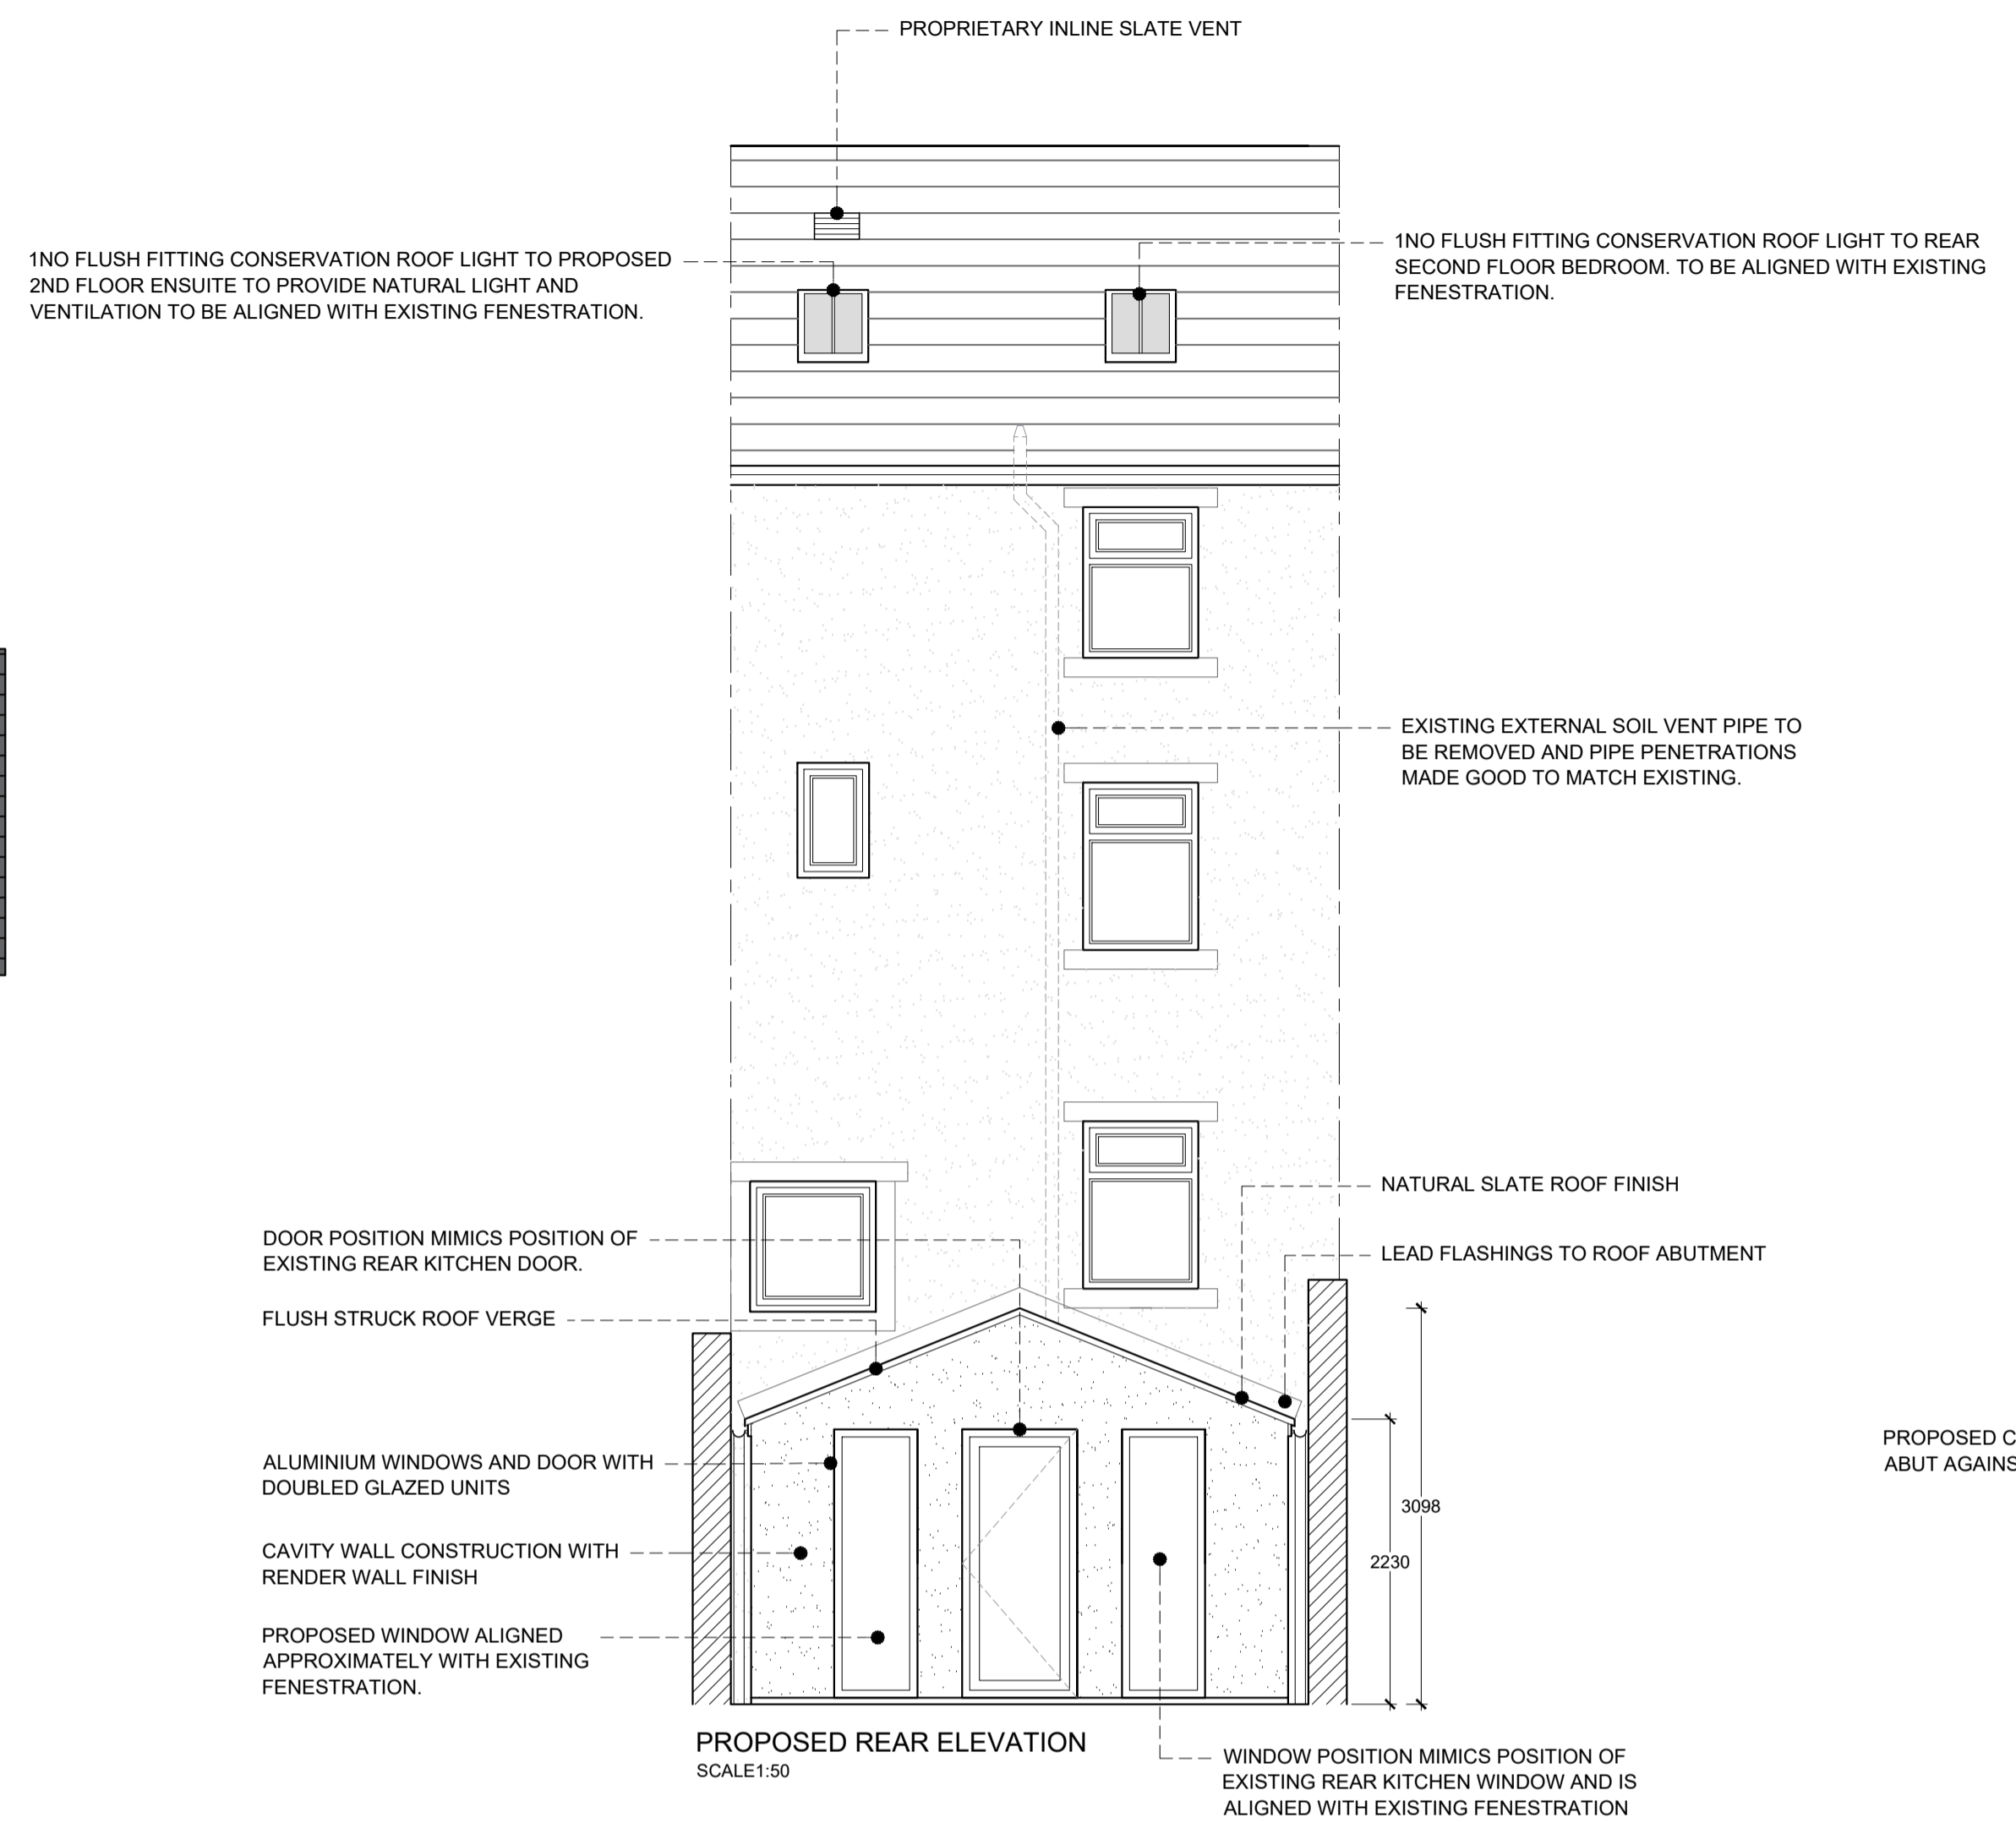 PROPRIETARY INLINE SLATE VENT
1NO FLUSH FITTING CONSERVATION ROOF LIGHT TO PROPOSED
2ND FLOOR ENSUITE TO PROVIDE NATURAL LIGHT AND
VENTILATION TO BE ALIGNED WITH EXISTING FENESTRATION.
1NO FLUSH FITTING CONSERVATION ROOF LIGHT TO REAR
SECOND FLOOR BEDROOM. TO BE ALIGNED WITH EXISTING
FENESTRATION.
EXISTING EXTERNAL SOIL VENT PIPE TO
BE REMOVED AND PIPE PENETRATIONS
MADE GOOD TO MATCH EXISTING.
NATURAL SLATE ROOF FINISH
LEAD FLASHINGS TO ROOF ABUTMENT
DOOR POSITION MIMICS POSITION OF
EXISTING REAR KITCHEN DOOR.
FLUSH STRUCK ROOF VERGE
ALUMINIUM WINDOWS AND DOOR WITH
DOUBLED GLAZED UNITS
CAVITY WALL CONSTRUCTION WITH
RENDER WALL FINISH
PROPOSED WINDOW ALIGNED
APPROXIMATELY WITH EXISTING
FENESTRATION.
3098
2230
PROPOSED C
ABUT AGAINS
PROPOSED REAR ELEVATION
SCALE1:50
WINDOW POSITION MIMICS POSITION OF
EXISTING REAR KITCHEN WINDOW AND IS
ALIGNED WITH EXISTING FENESTRATION